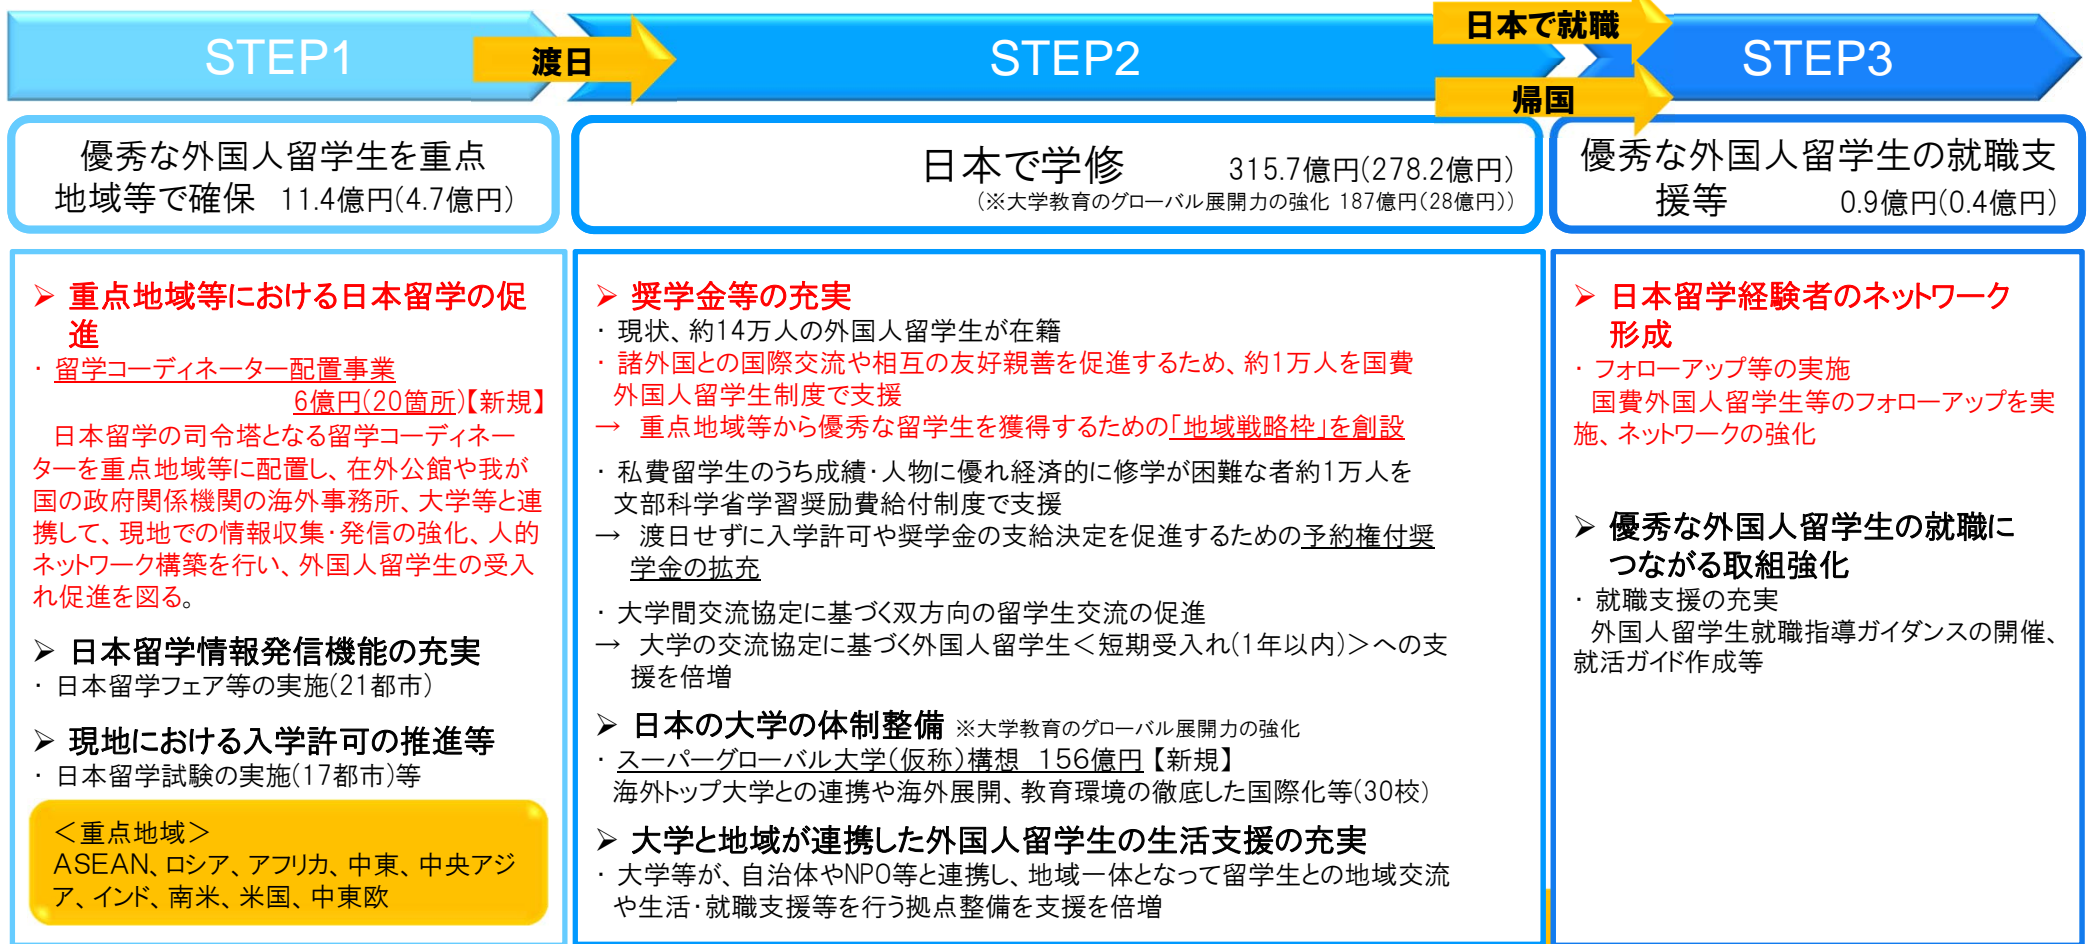 STEP1
渡日
STEP2
日本で就職
帰国
STEP3
優秀な外国人留学生を重点
地域等で確保 11.4億円(4.7億円)
日本で学修 315.7億円(278.2億円)
(※大学教育のグローバル展開力の強化 187億円(28億円))
優秀な外国人留学生の就職支
援等 0.9億円(0.4億円)
➢ 重点地域等における日本留学の促
進
・留学コーディネーター配置事業
6億円(20箇所)【新規】
日本留学の司令塔となる留学コーディネー
ターを重点地域等に配置し、在外公館や我が
国の政府関係機関の海外事務所、大学等と連
携して、現地での情報収集・発信の強化、人的
ネットワーク構築を行い、外国人留学生の受入
れ促進を図る。
➢ 日本留学情報発信機能の充実
・日本留学フェア等の実施(21都市)
➢ 現地における入学許可の推進等
・日本留学試験の実施(17都市)等
＜重点地域＞
ASEAN、ロシア、アフリカ、中東、中央アジ
ア、インド、南米、米国、中東欧
➢ 奨学金等の充実
・現状、約14万人の外国人留学生が在籍
・諸外国との国際交流や相互の友好親善を促進するため、約1万人を国費
外国人留学生制度で支援
→ 重点地域等から優秀な留学生を獲得するための「地域戦略枠」を創設
・私費留学生のうち成績・人物に優れ経済的に修学が困難な者約1万人を
文部科学省学習奨励費給付制度で支援
→ 渡日せずに入学許可や奨学金の支給決定を促進するための予約権付奨
学金の拡充
・大学間交流協定に基づく双方向の留学生交流の促進
→ 大学の交流協定に基づく外国人留学生＜短期受入れ(1年以内)＞への支
援を倍増
➢ 日本の大学の体制整備 ※大学教育のグローバル展開力の強化
・スーパーグローバル大学(仮称)構想 156億円【新規】
海外トップ大学との連携や海外展開、教育環境の徹底した国際化等(30校)
➢ 大学と地域が連携した外国人留学生の生活支援の充実
・大学等が、自治体やNPO等と連携し、地域一体となって留学生との地域交流
や生活・就職支援等を行う拠点整備を支援を倍増
➢ 日本留学経験者のネットワーク
形成
・フォローアップ等の実施
国費外国人留学生等のフォローアップを実
施、ネットワークの強化
➢ 優秀な外国人留学生の就職に
つながる取組強化
・就職支援の充実
外国人留学生就職指導ガイダンスの開催、
就活ガイド作成等